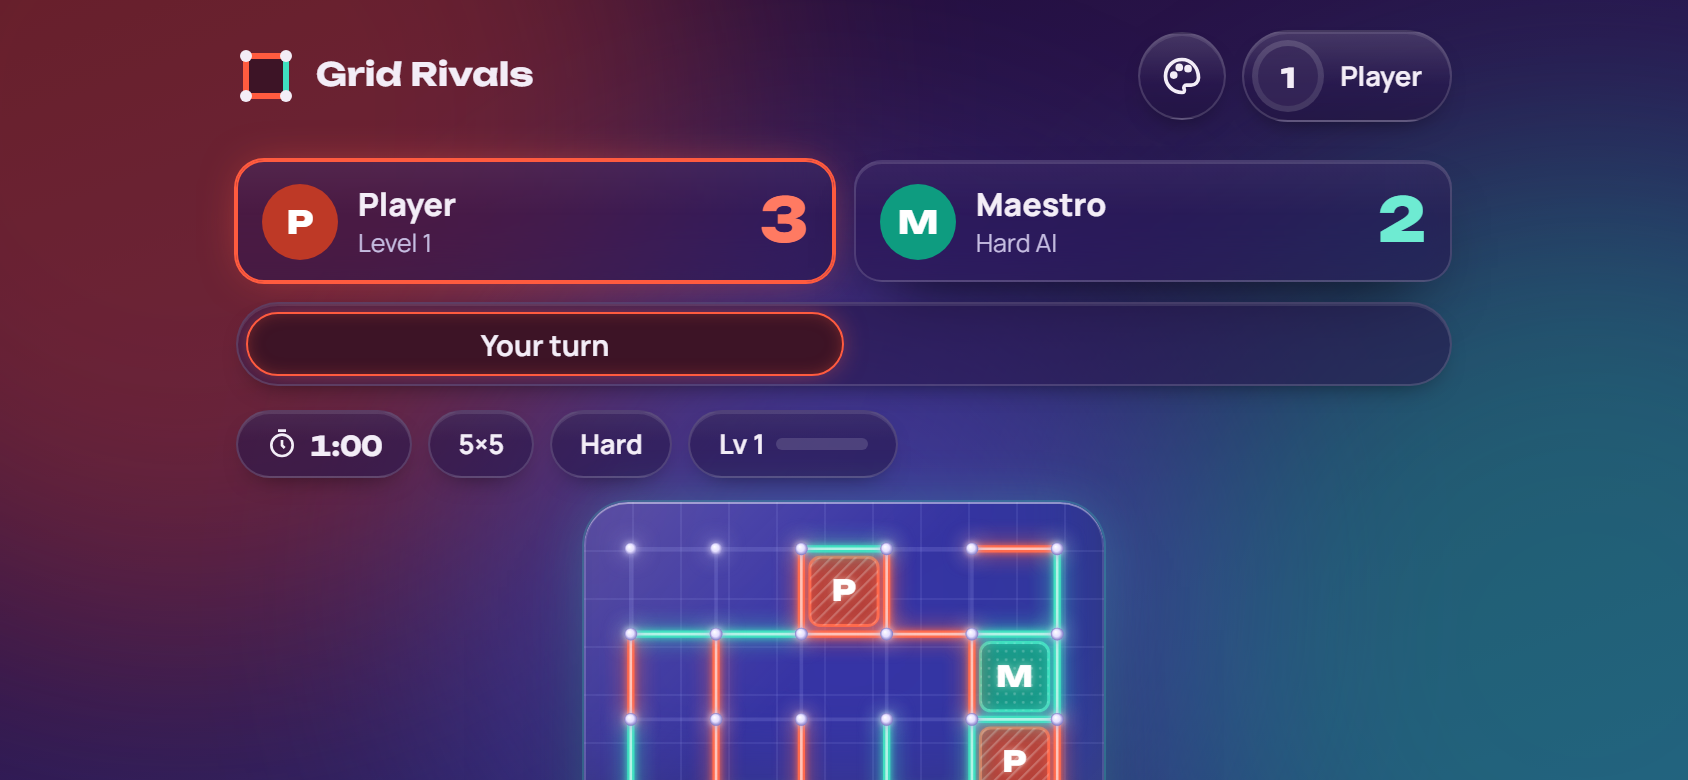 Grid Rivals
1 Player
P Player 3
Level 1
M Maestro 2
Hard AI
Your turn
1:00 5×5 Hard Lv 1
P
M
P